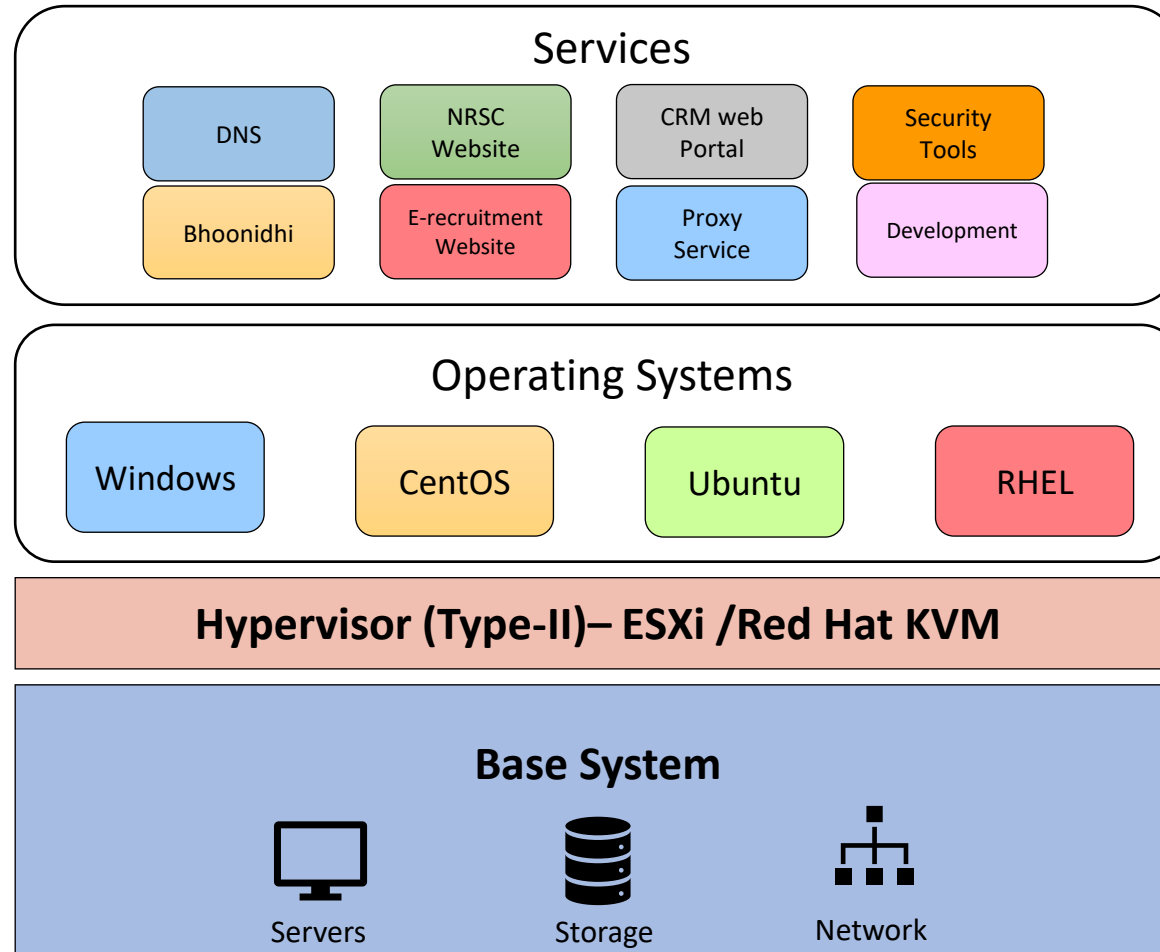 Services
DNS
NRSC
Website
CRM web
Portal
Security
Tools
Bhoonidhi
E-recruitment
Website
Proxy
Service
Development
Operating Systems
Windows
CentOS
Ubuntu
RHEL
Hypervisor (Type-II)– ESXi /Red Hat KVM
Base System
Servers
Storage
Network